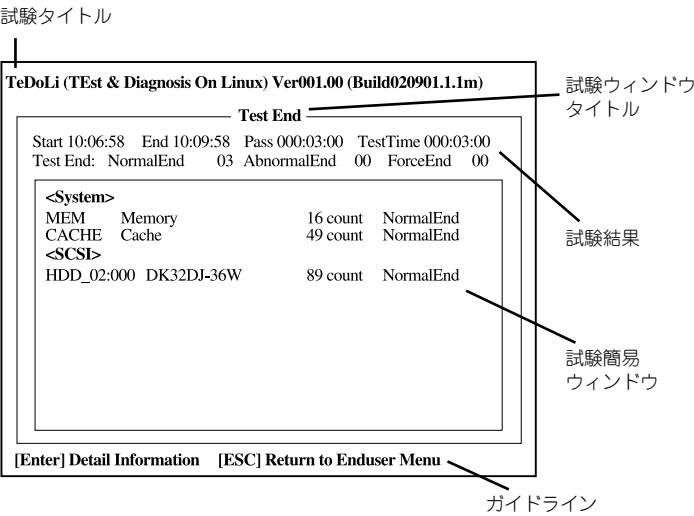 試験タイトル
TeDoLi (TEst & Diagnosis On Linux) Ver001.00 (Build020901.1.1m)
試験ウィンドウ
タイトル
Test End
Start 10:06:58 End 10:09:58 Pass 000:03:00 TestTime 000:03:00
Test End: NormalEnd 03 AbnormalEnd 00 ForceEnd 00
試験結果
<System>
MEM Memory 16 count NormalEnd
CACHE Cache 49 count NormalEnd
<SCSI>
HDD_02:000 DK32DJ-36W 89 count NormalEnd
試験簡易
ウィンドウ
[Enter] Detail Information [ESC] Return to Enduser Menu
ガイドライン